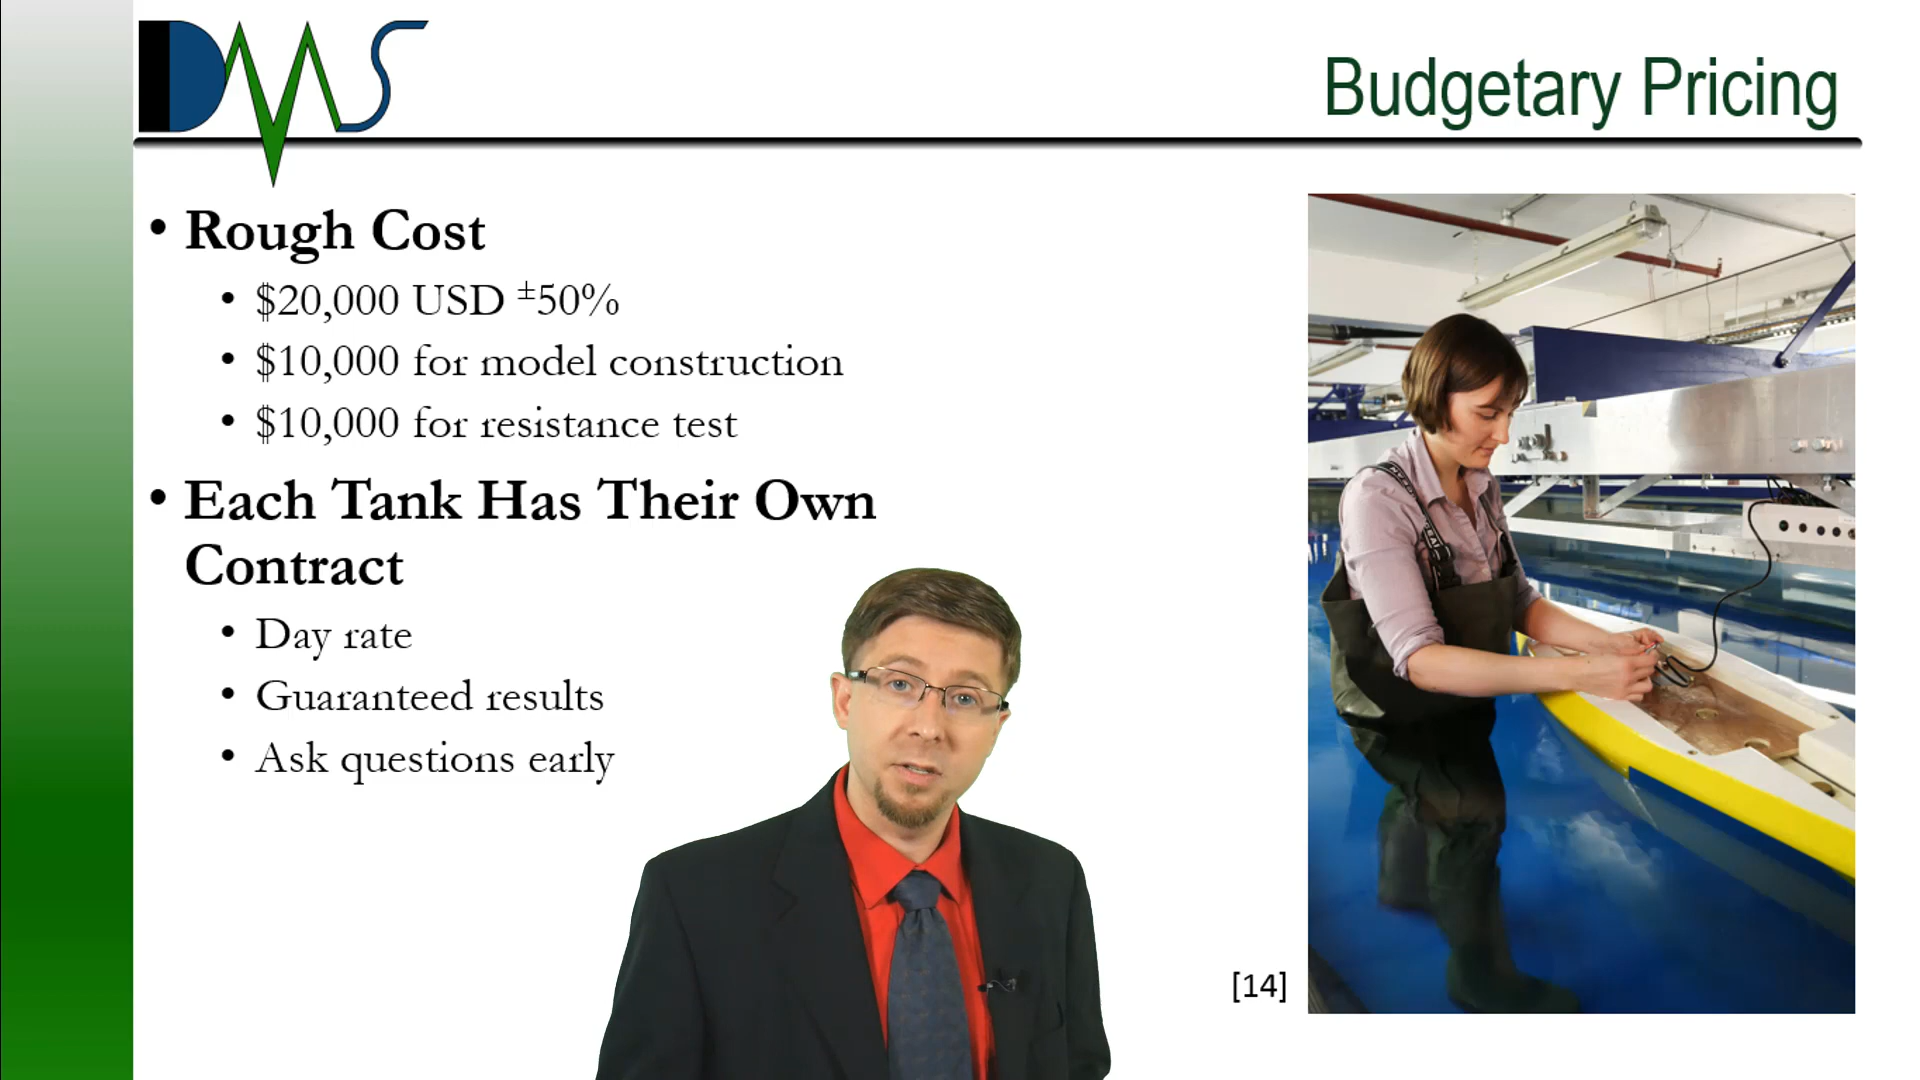 DMS
Budgetary Pricing
• Rough Cost
• $20,000 USD ±50%
• $10,000 for model construction
• $10,000 for resistance test
• Each Tank Has Their Own
Contract
• Day rate
• Guaranteed results
• Ask questions early
[14]